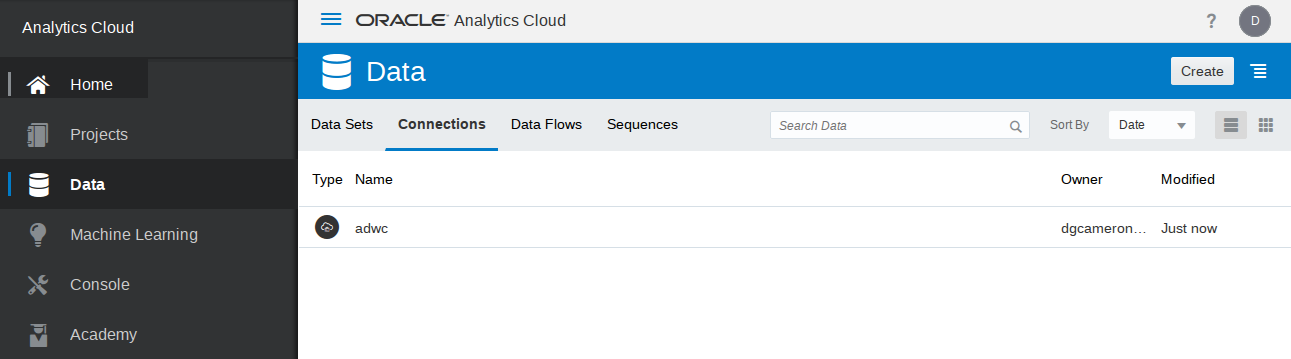 Analytics Cloud
Home
Projects
Data
Machine Learning
Console
Academy
ORACLE Analytics Cloud
?
D
Data
Create
Data Sets Connections Data Flows Sequences
Search Data
Sort By Date
Type Name Owner Modified
adwc dgcameron... Just now